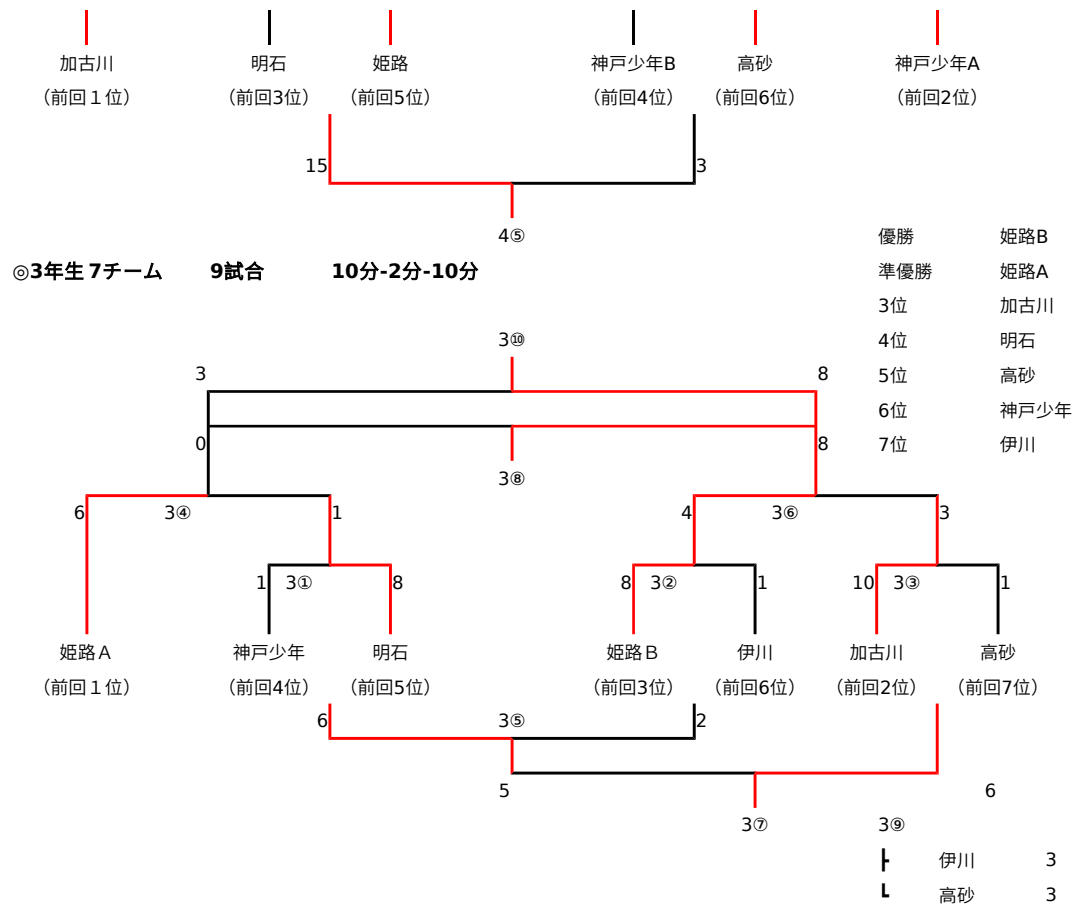 加古川 明石 姫路 神戸少年B 高砂 神戸少年A
(前回１位) (前回3位) (前回5位) (前回4位) (前回6位) (前回2位)
15 3
4⑤
優勝 姫路B
◎3年生 7チーム 9試合 10分-2分-10分
準優勝 姫路A
3位 加古川
3⑩
4位 明石
3 8
5位 高砂
6位 神戸少年
0 8
7位 伊川
3⑧
6 3④ 1 4 3⑥ 3
1 3① 8 8 3② 1 10 3③ 1
姫路Ａ 神戸少年 明石 姫路Ｂ 伊川 加古川 高砂
(前回１位) (前回4位) (前回5位) (前回3位) (前回6位) (前回2位) (前回7位)
6 3⑤ 2
5 6
3⑦ 3⑨
┣ 伊川 3
┗ 高砂 3